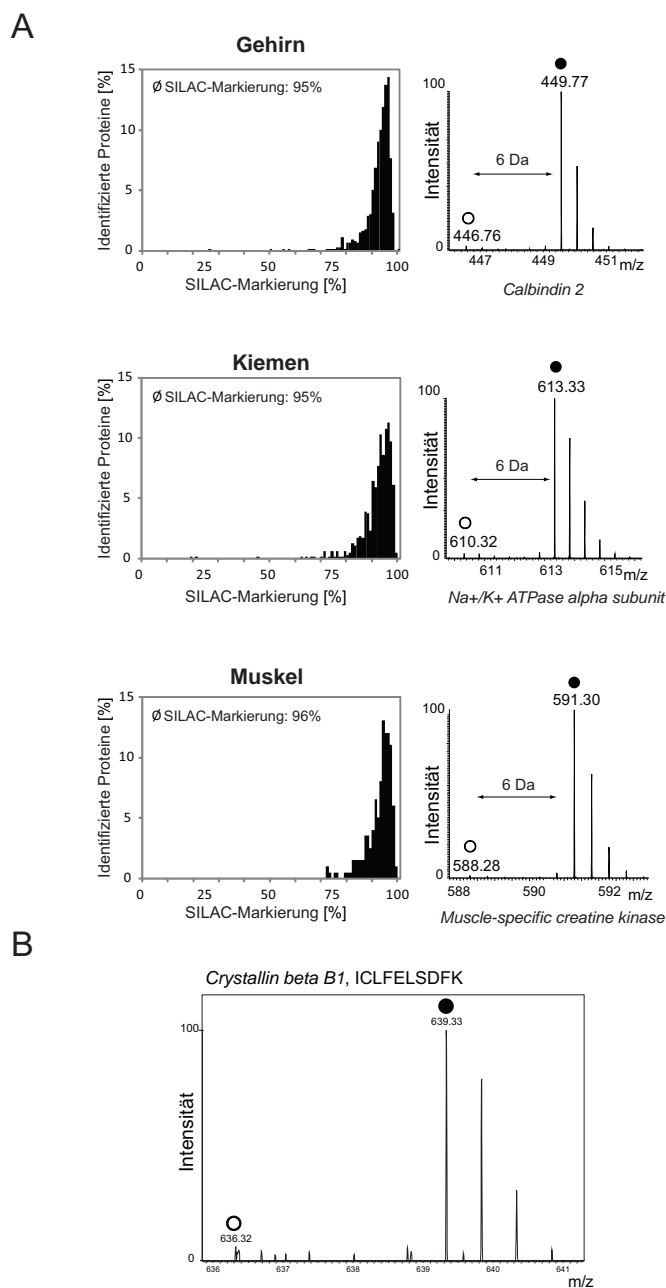 A
Gehirn
Identifizierte Proteine [%]
15
10
5
0
Ø SILAC-Markierung: 95%
0 25 50 75 100
SILAC-Markierung [%]
Intensität
100
0
449.77
6 Da
446.76
447 449 451 m/z
Calbindin 2
Kiemen
Identifizierte Proteine [%]
15
10
5
0
Ø SILAC-Markierung: 95%
0 25 50 75 100
SILAC-Markierung [%]
Intensität
100
0
613.33
6 Da
610.32
611 613 615 m/z
Na+/K+ ATPase alpha subunit
Muskel
Identifizierte Proteine [%]
15
10
5
0
Ø SILAC-Markierung: 96%
0 25 50 75 100
SILAC-Markierung [%]
Intensität
100
0
591.30
6 Da
588.28
588 590 592 m/z
Muscle-specific creatine kinase
B
Crystallin beta B1, ICLFELSDFK
Intensität
100
0
639.33
636.32
636 637 638 639 640 641
m/z